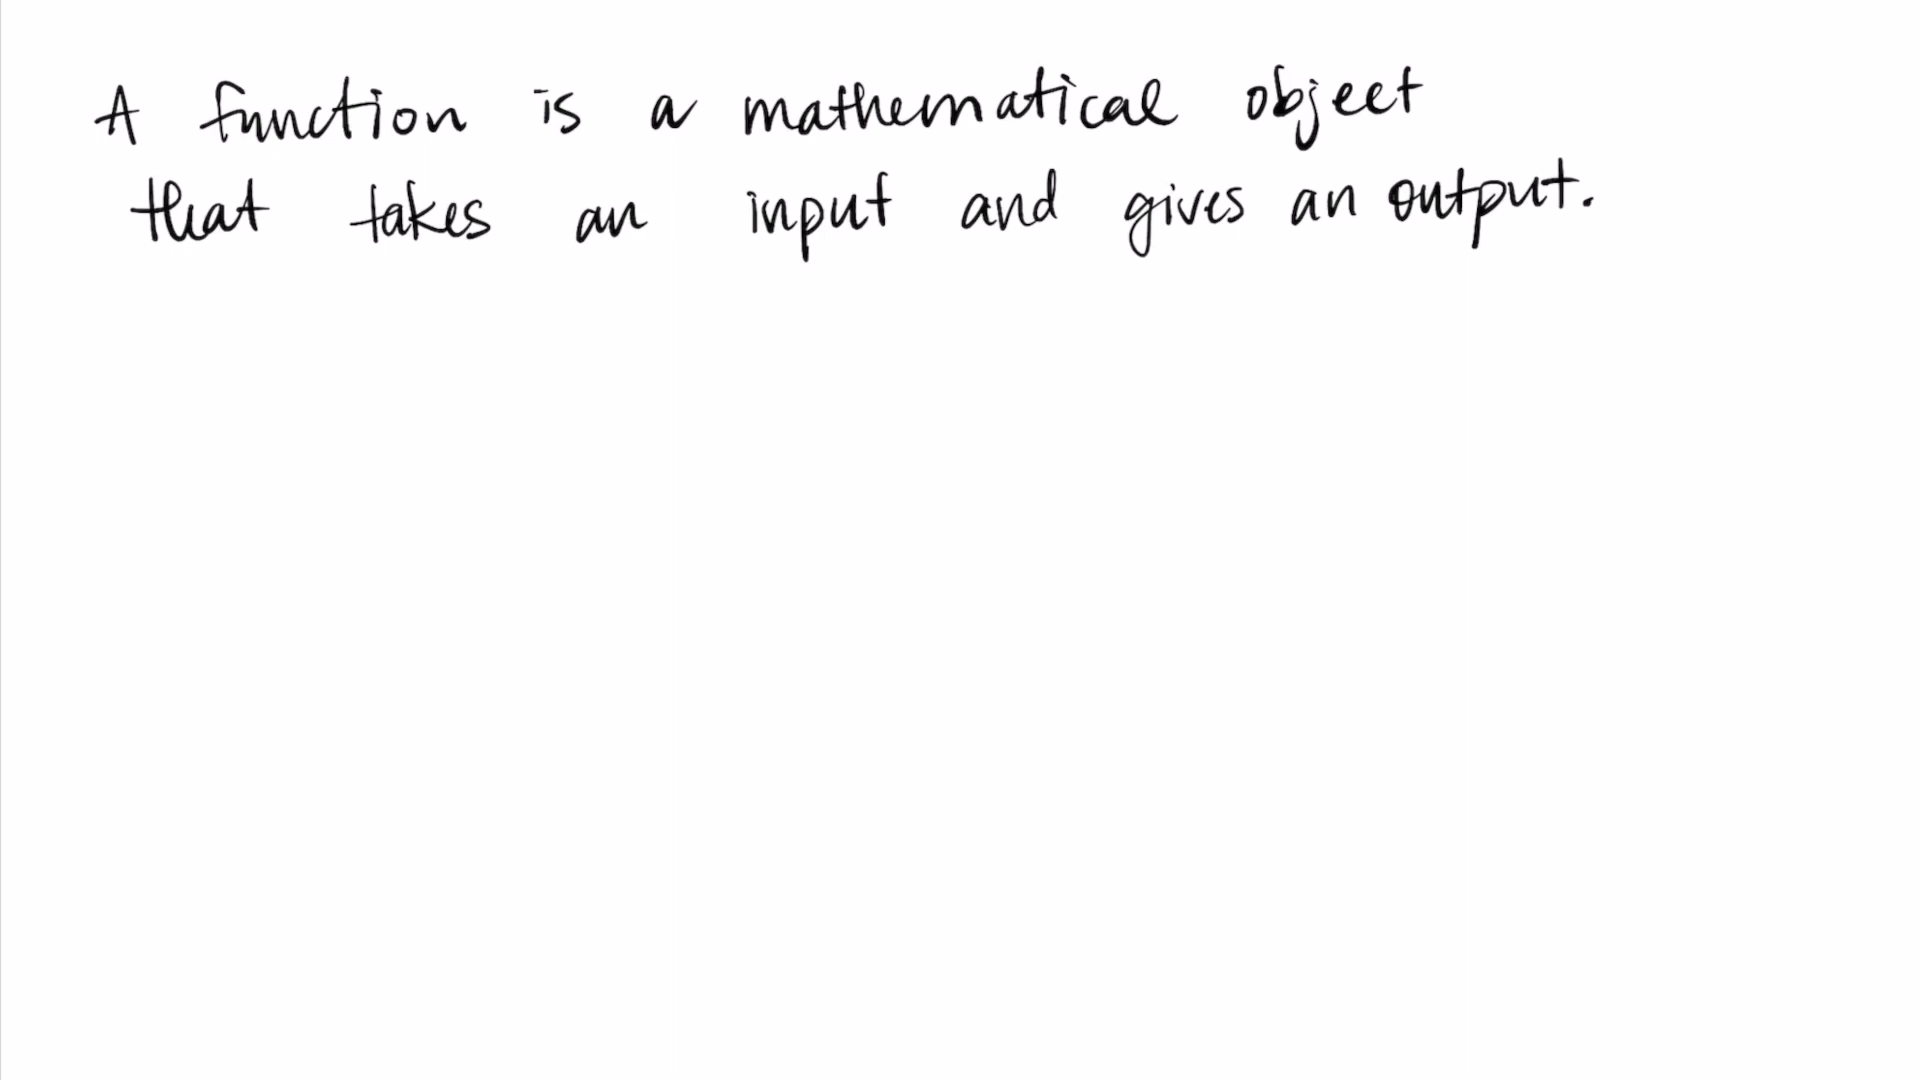 A function is a mathematical object
that takes an input and gives an output.